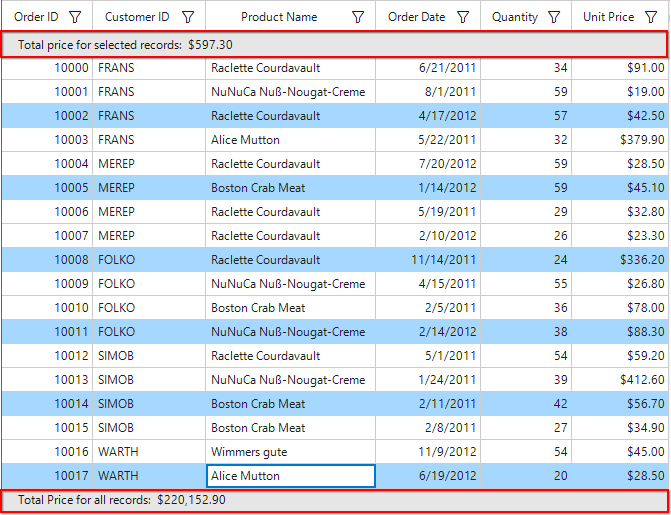 Order ID Customer ID Product Name Order Date Quantity Unit Price
Total price for selected records: $597.30
10000 FRANS Raclette Courdavault 6/21/2011 34 $91.00
10001 FRANS NuNuCa Nuß-Nougat-Creme 8/1/2011 59 $19.00
10002 FRANS Raclette Courdavault 4/17/2012 57 $42.50
10003 FRANS Alice Mutton 5/22/2011 32 $379.90
10004 MEREP Raclette Courdavault 7/20/2012 59 $28.50
10005 MEREP Boston Crab Meat 1/14/2012 59 $45.10
10006 MEREP Raclette Courdavault 5/19/2011 29 $32.80
10007 MEREP Raclette Courdavault 2/10/2012 26 $23.30
10008 FOLKO Raclette Courdavault 11/14/2011 24 $336.20
10009 FOLKO NuNuCa Nuß-Nougat-Creme 4/15/2011 55 $26.80
10010 FOLKO Boston Crab Meat 2/5/2011 36 $78.00
10011 FOLKO NuNuCa Nuß-Nougat-Creme 2/14/2012 38 $88.30
10012 SIMOB Raclette Courdavault 5/1/2011 54 $59.20
10013 SIMOB NuNuCa Nuß-Nougat-Creme 1/24/2011 39 $412.60
10014 SIMOB Boston Crab Meat 2/11/2011 42 $56.70
10015 SIMOB Boston Crab Meat 2/8/2011 27 $34.90
10016 WARTH Wimmers gute 11/9/2012 54 $45.00
10017 WARTH Alice Mutton 6/19/2012 20 $28.50
Total Price for all records: $220,152.90